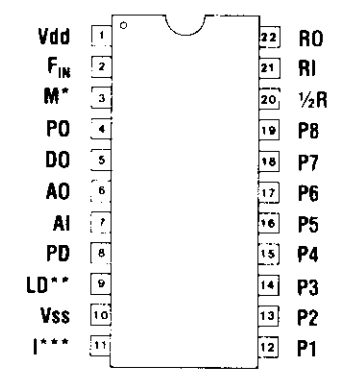 Vdd 1 22 RO
FIN 2 21 RI
M* 3 20 ½R
PO 4 19 P8
DO 5 18 P7
AO 6 17 P6
AI 7 16 P5
PD 8 15 P4
LD** 9 14 P3
Vss 10 13 P2
I*** 11 12 P1